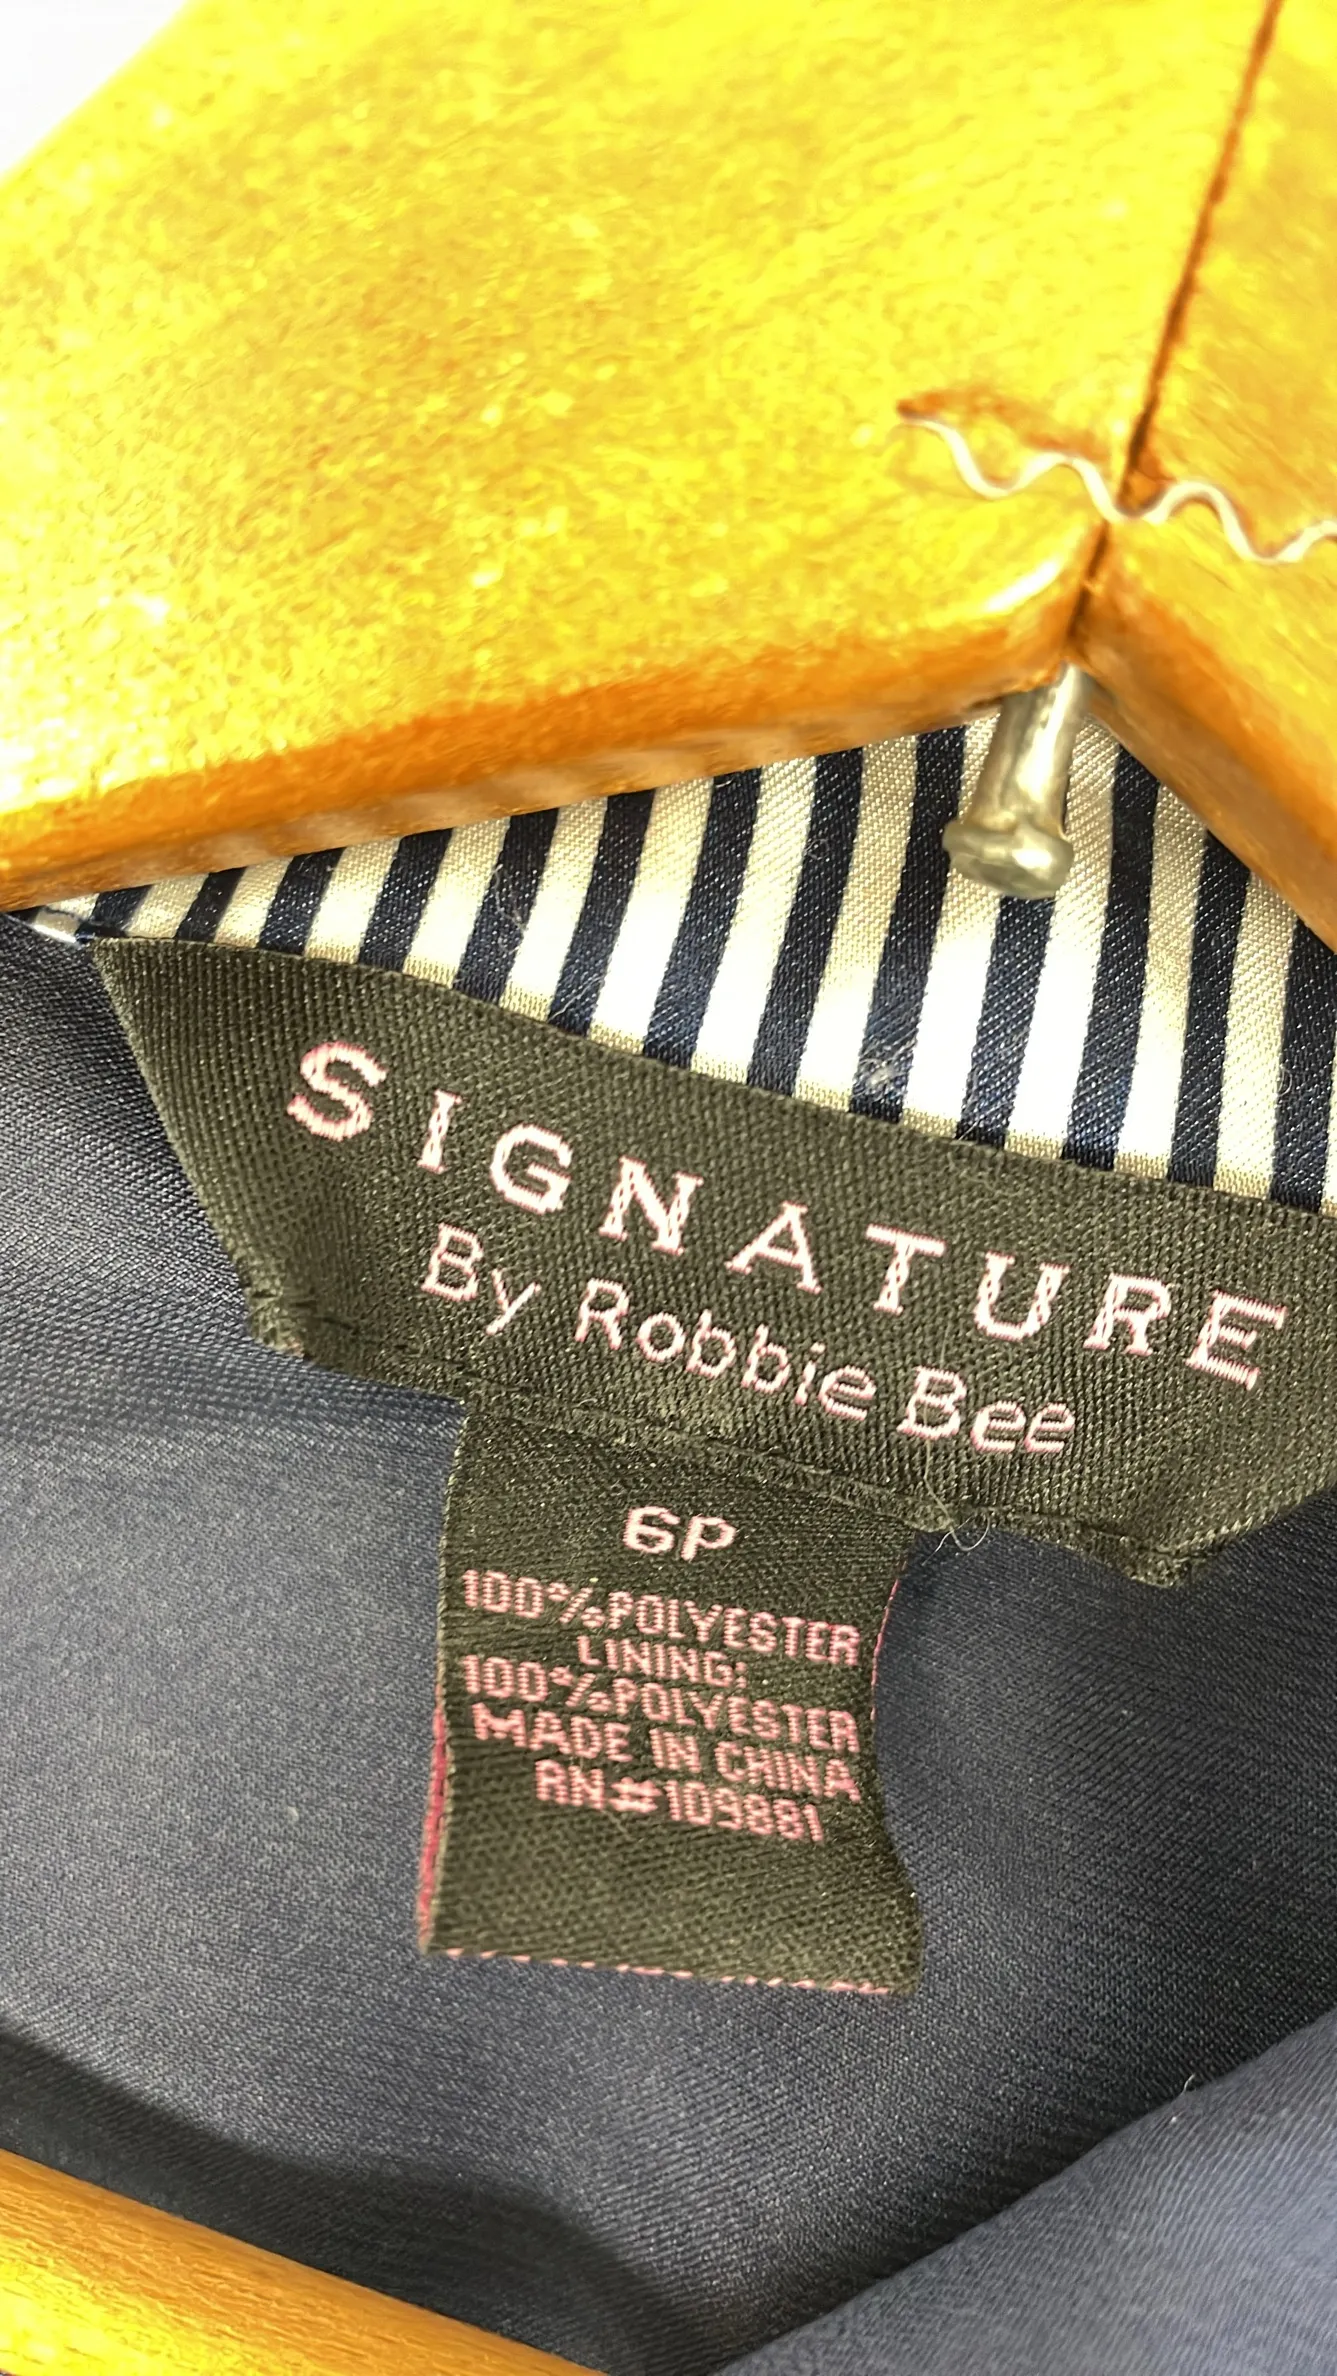 SIGNATURE
By Robbie Bee
6P
100%POLYESTER
LINING:
100%POLYESTER
MADE IN CHINA
RN#109881